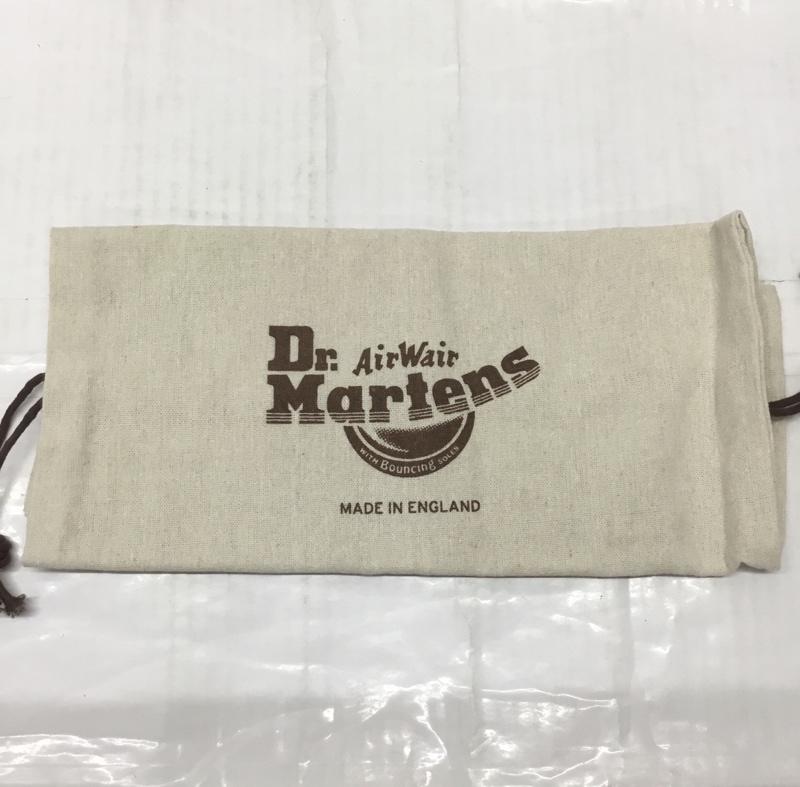 Dr. AirWair
Martens
WITH Bouncing SOLES
MADE IN ENGLAND